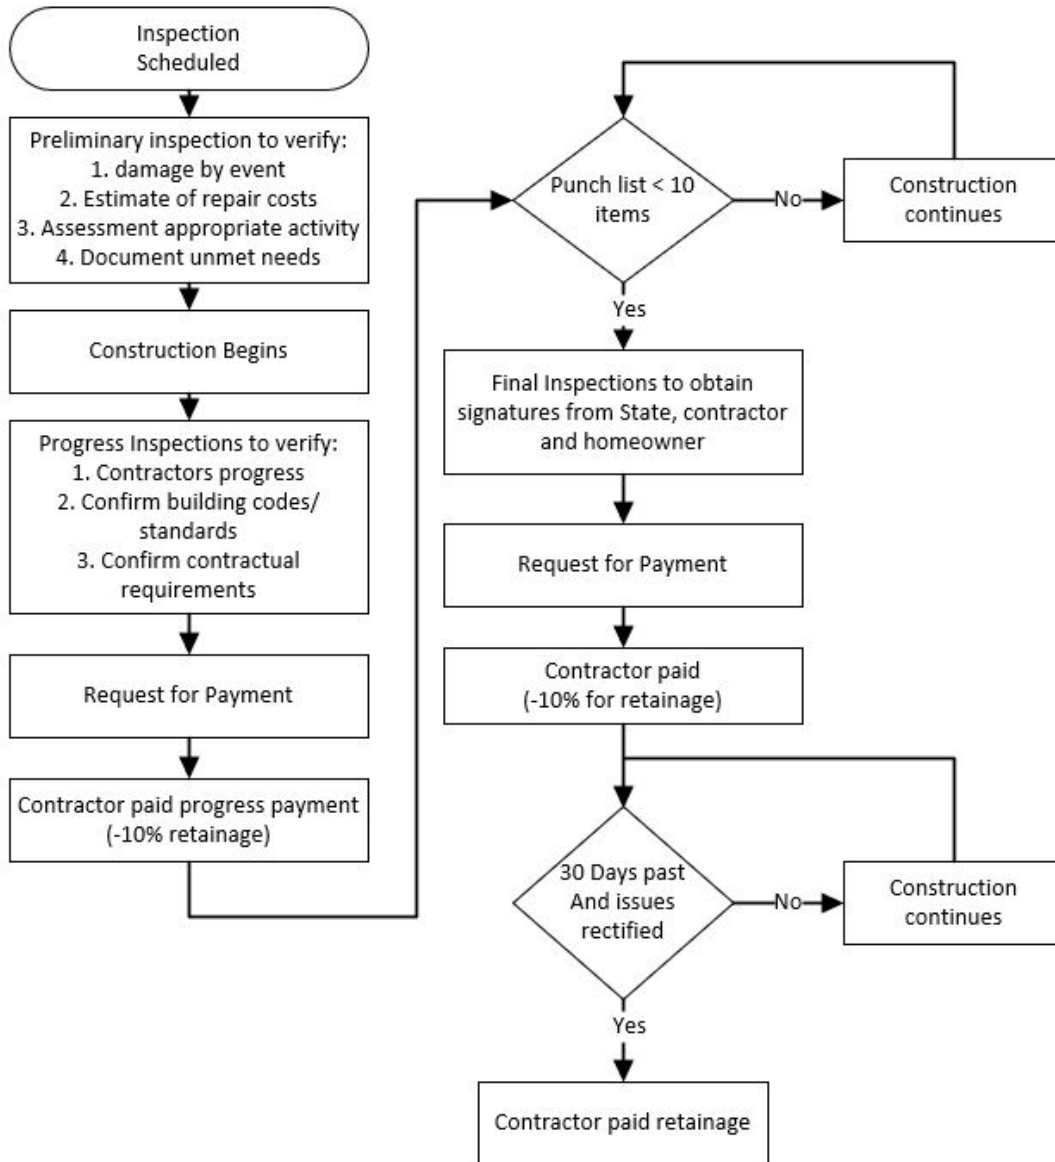 Inspection
Scheduled
Preliminary inspection to verify:
1. damage by event
2. Estimate of repair costs
3. Assessment appropriate activity
4. Document unmet needs
Construction Begins
Progress Inspections to verify:
1. Contractors progress
2. Confirm building codes/
standards
3. Confirm contractual
requirements
Request for Payment
Contractor paid progress payment
(-10% retainage)
Punch list < 10
items
No
Construction
continues
Yes
Final Inspections to obtain
signatures from State, contractor
and homeowner
Request for Payment
Contractor paid
(-10% for retainage)
30 Days past
And issues
rectified
No
Construction
continues
Yes
Contractor paid retainage